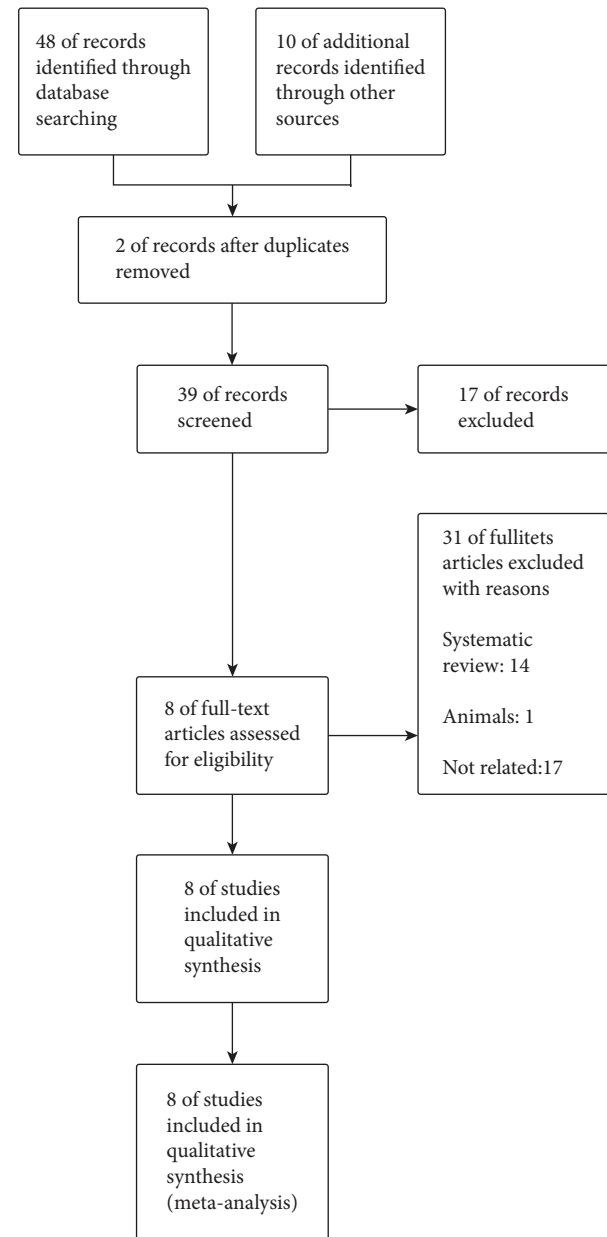 48 of records
identified through
database
searching
10 of additional
records identified
through other
sources
2 of records after duplicates
removed
39 of records
screened
17 of records
excluded
31 of fullitets
articles excluded
with reasons
Systematic
review: 14
Animals: 1
Not related:17
8 of full-text
articles assessed
for eligibility
8 of studies
included in
qualitative
synthesis
8 of studies
included in
qualitative
synthesis
(meta-analysis)